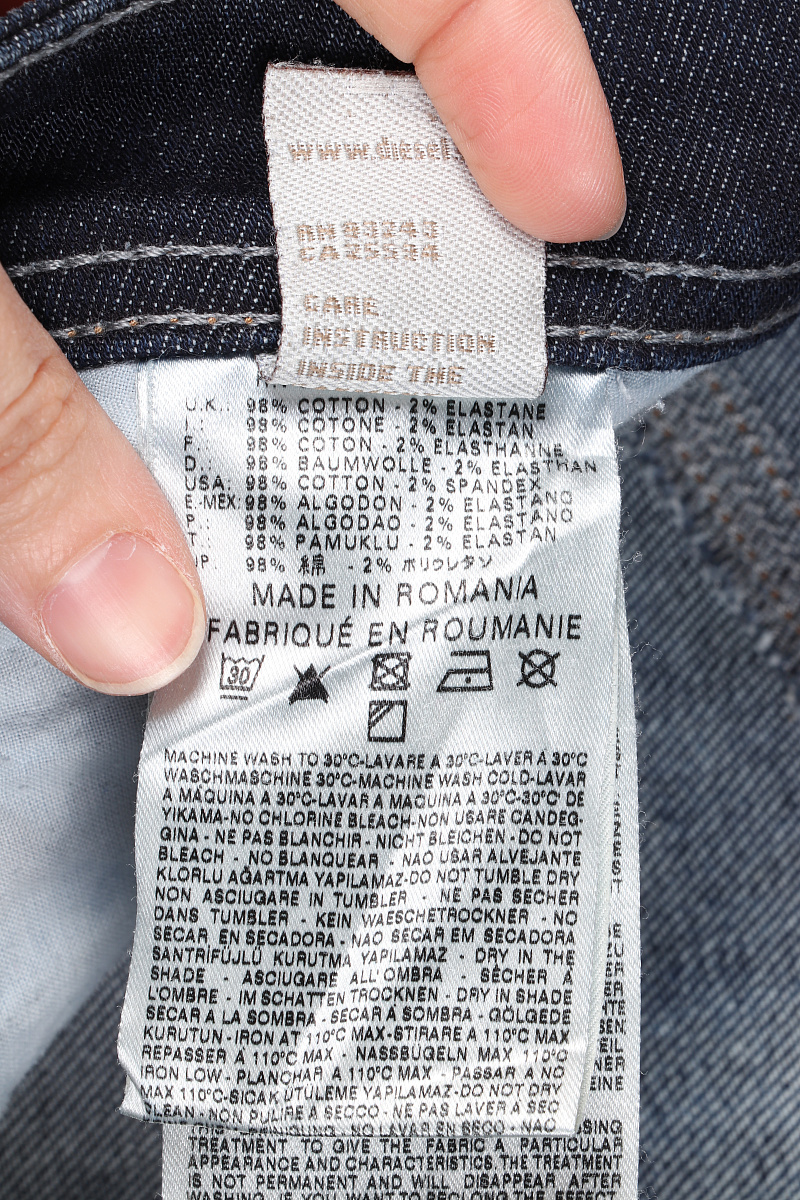 www.diesel
RN 93243
CA 25534
CARE
INSTRUCTION
INSIDE THE
U.K.: 98% COTTON - 2% ELASTANE
I.: 98% COTONE - 2% ELASTAN
F.: 98% COTON - 2% ELASTHANNE
D.: 98% BAUMWOLLE - 2% ELASTHAN
USA: 98% COTTON - 2% SPANDEX
E-MEX: 98% ALGODON - 2% ELASTANO
P.: 98% ALGODAO - 2% ELASTANO
T. 98% PAMUKLU - 2% ELASTAN
JP. 98% 綿 - 2% ポリウレタン
MADE IN ROMANIA
FABRIQUÉ EN ROUMANIE
30
MACHINE WASH TO 30°C-LAVARE A 30°C-LAVER A 30°C
WASCHMASCHINE 30°C-MACHINE WASH COLD-LAVAR
A MAQUINA A 30°C-LAVAR A MAQUINA A 30°C-30°C DE
YIKAMA-NO CHLORINE BLEACH-NON USARE CANDEG-
GINA - NE PAS BLANCHIR - NICHT BLEICHEN - DO NOT
BLEACH - NO BLANQUEAR - NAO USAR ALVEJANTE
KLORLU AĞARTMA YAPILAMAZ-DO NOT TUMBLE DRY
NON ASCIUGARE IN TUMBLER - NE PAS SECHER
DANS TUMBLER - KEIN WAESCHETROCKNER - NO
SECAR EN SECADORA - NAO SECAR EM SECADORA
SANTRİFÜJLÜ KURUTMA YAPILAMAZ - DRY IN THE
SHADE - ASCIUGARE ALL'OMBRA - SÉCHER À
L'OMBRE - IM SCHATTEN TROCKNEN - DRY IN SHADE
SECAR A LA SOMBRA - SECAR À SOMBRA - GÖLGEDE
KURUTUN - IRON AT 110°C MAX-STIRARE A 110°C MAX
REPASSER A 110°C MAX - NASSBÜGELN MAX 110°C
IRON LOW - PLANCHAR A 110°C MAX - PASSAR A NO
MAX 110°C-SICAK ÜTÜLEME YAPILAMAZ-DO NOT DRY
CLEAN - NON PULIRE A SECCO - NE PAS LAVER À SEC
USING
TREATMENT TO GIVE THE FABRIC A PARTICULAR
APPEARANCE AND CHARACTERISTICS. THE TREATMENT
IS NOT PERMANENT AND WILL DISAPPEAR AFTER